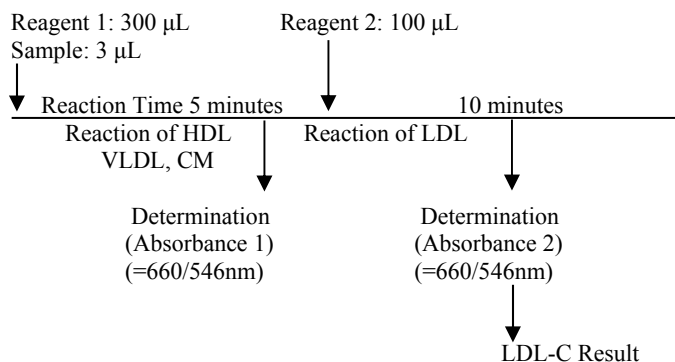 Reagent 1: 300 µL
Sample: 3 µL
Reagent 2: 100 µL
Reaction Time 5 minutes
10 minutes
Reaction of HDL
VLDL, CM
Reaction of LDL
Determination
(Absorbance 1)
(=660/546nm)
Determination
(Absorbance 2)
(=660/546nm)
LDL-C Result